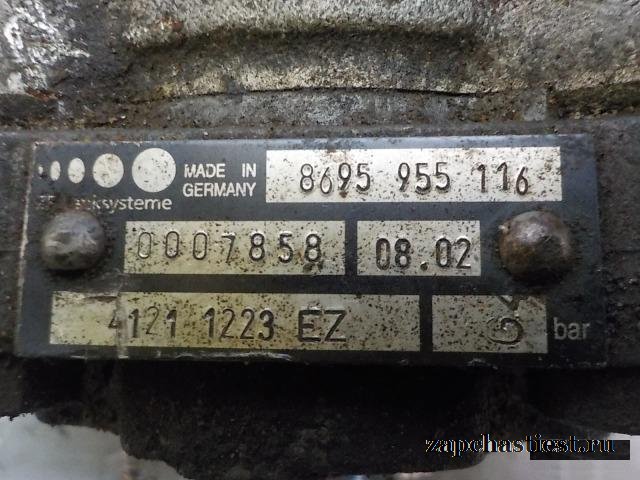 MADE IN
GERMANY
8695 955 116
0007858
08.02
4121 1223 EZ
bar
zapchastiest.ru